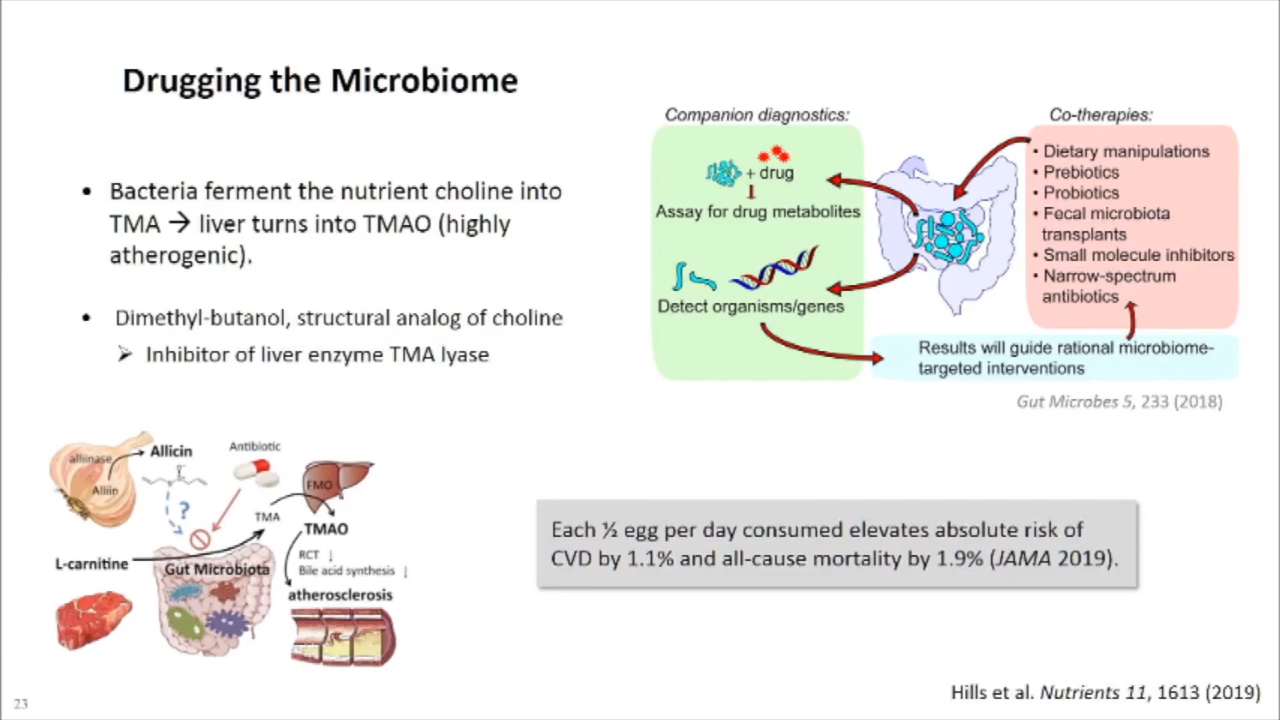 Drugging the Microbiome
• Bacteria ferment the nutrient choline into
TMA → liver turns into TMAO (highly
atherogenic).
• Dimethyl-butanol, structural analog of choline
➢ Inhibitor of liver enzyme TMA lyase
Companion diagnostics:
+ drug
Assay for drug metabolites
Detect organisms/genes
Co-therapies:
• Dietary manipulations
• Prebiotics
• Probiotics
• Fecal microbiota
transplants
• Small molecule inhibitors
• Narrow-spectrum
antibiotics
Results will guide rational microbiome-
targeted interventions
Gut Microbes 5, 233 (2018)
alliinase
Alliin
Allicin
?
Antibiotic
TMA
FMO
TMAO
RCT ↓
Bile acid synthesis ↓
atherosclerosis
L-carnitine
Gut Microbiota
Each ½ egg per day consumed elevates absolute risk of
CVD by 1.1% and all-cause mortality by 1.9% (JAMA 2019).
Hills et al. Nutrients 11, 1613 (2019)
23